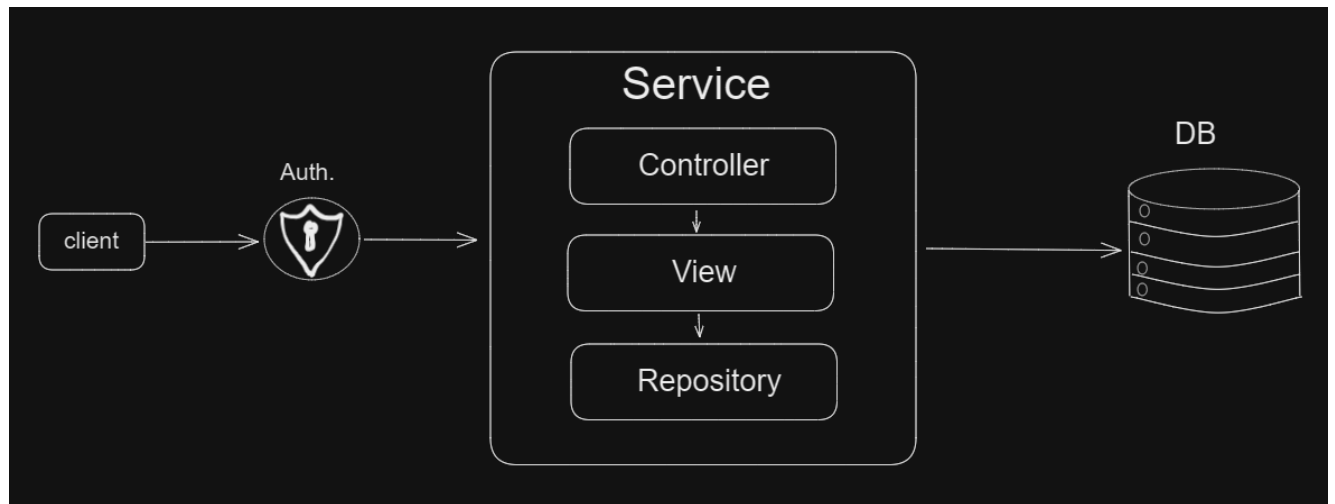 Service
Controller
DB
Auth.
client
View
Repository